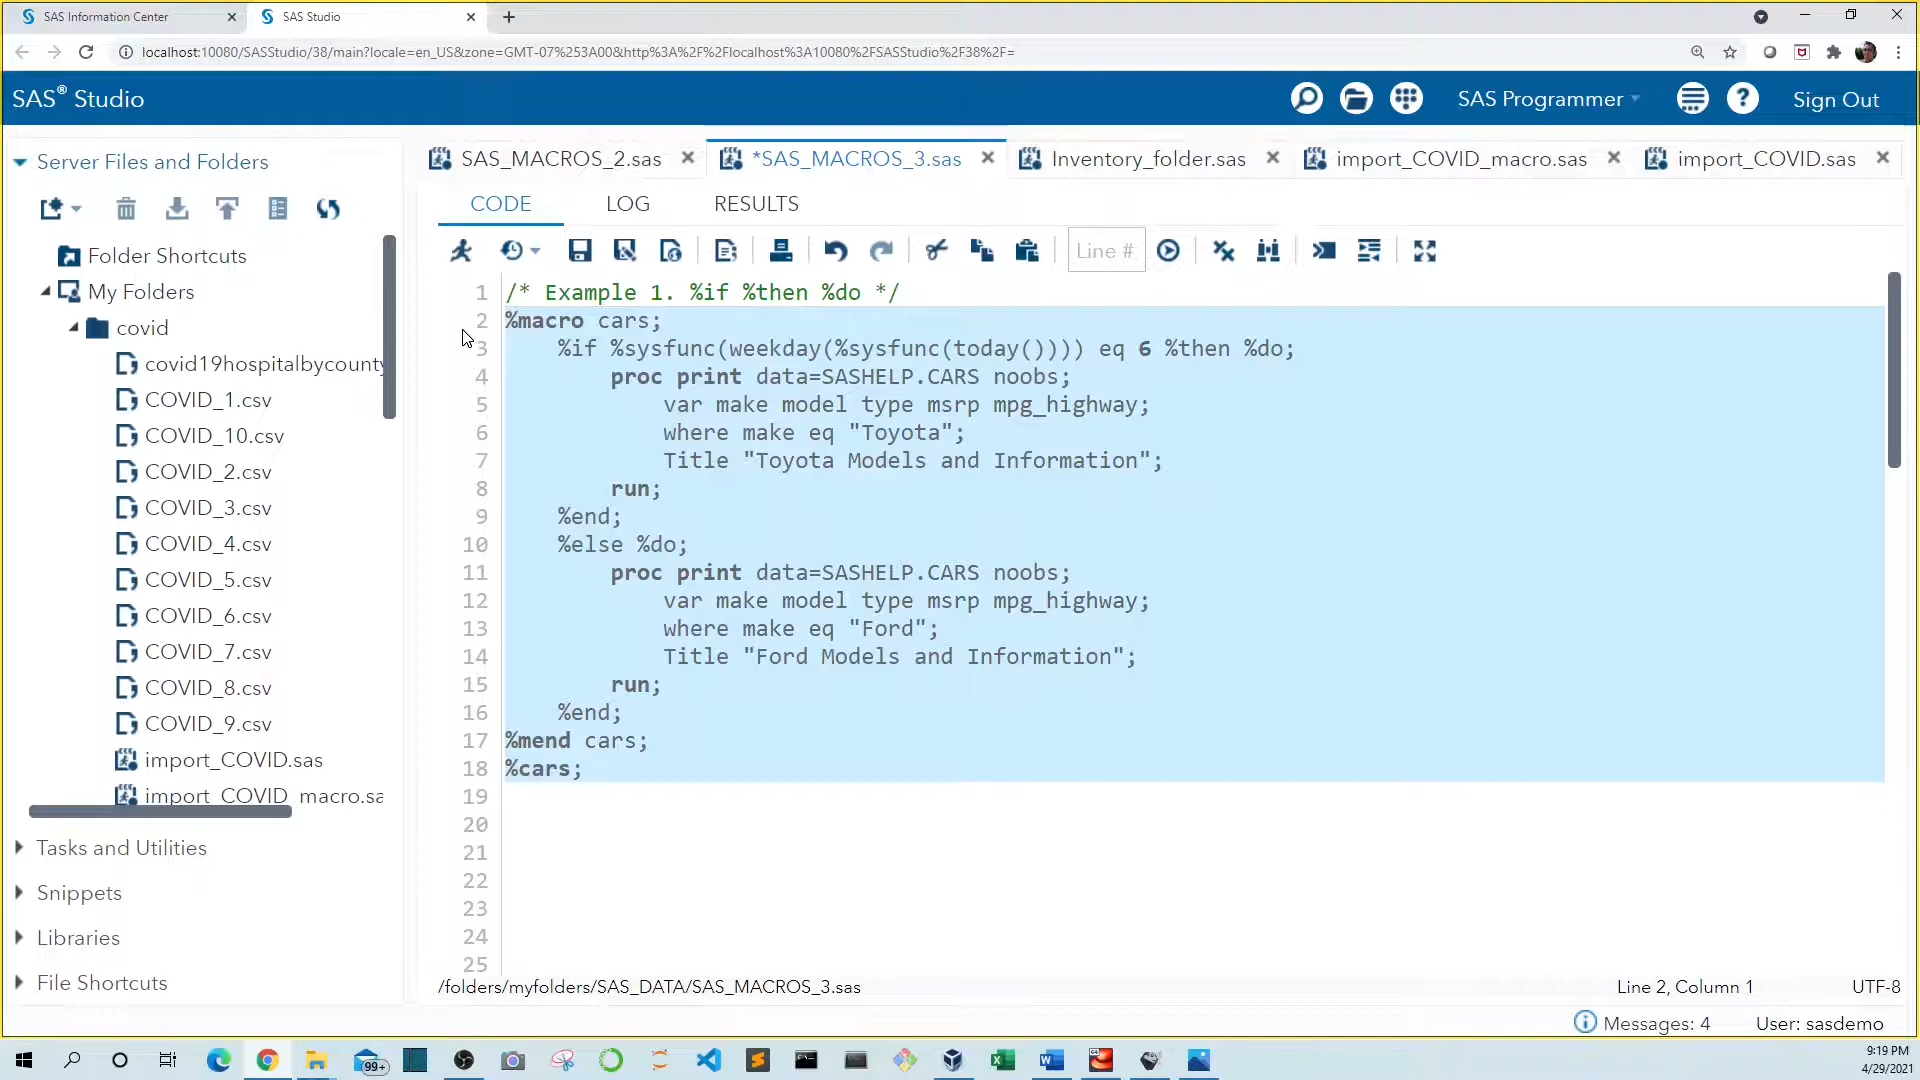 SAS Information Center
SAS Studio
localhost:10080/SASStudio/38/main?locale=en_US&zone=GMT-07%253A00&http%3A%2F%2Flocalhost%3A10080%2FSASStudio%2F38%2F=
SAS® Studio
SAS Programmer
Sign Out
Server Files and Folders
SAS_MACROS_2.sas
*SAS_MACROS_3.sas
Inventory_folder.sas
import_COVID_macro.sas
import_COVID.sas
CODE
LOG
RESULTS
Line #
Folder Shortcuts
My Folders
covid
covid19hospitalbycounty
COVID_1.csv
COVID_10.csv
COVID_2.csv
COVID_3.csv
COVID_4.csv
COVID_5.csv
COVID_6.csv
COVID_7.csv
COVID_8.csv
COVID_9.csv
import_COVID.sas
import_COVID_macro.sa
Tasks and Utilities
Snippets
Libraries
File Shortcuts
1 /* Example 1. %if %then %do */
2 %macro cars;
3 %if %sysfunc(weekday(%sysfunc(today()))) eq 6 %then %do;
4 proc print data=SASHELP.CARS noobs;
5 var make model type msrp mpg_highway;
6 where make eq "Toyota";
7 Title "Toyota Models and Information";
8 run;
9 %end;
10 %else %do;
11 proc print data=SASHELP.CARS noobs;
12 var make model type msrp mpg_highway;
13 where make eq "Ford";
14 Title "Ford Models and Information";
15 run;
16 %end;
17 %mend cars;
18 %cars;
19
20
21
22
23
24
25
/folders/myfolders/SAS_DATA/SAS_MACROS_3.sas
Line 2, Column 1
UTF-8
Messages: 4
User: sasdemo
99+
9:19 PM
4/29/2021